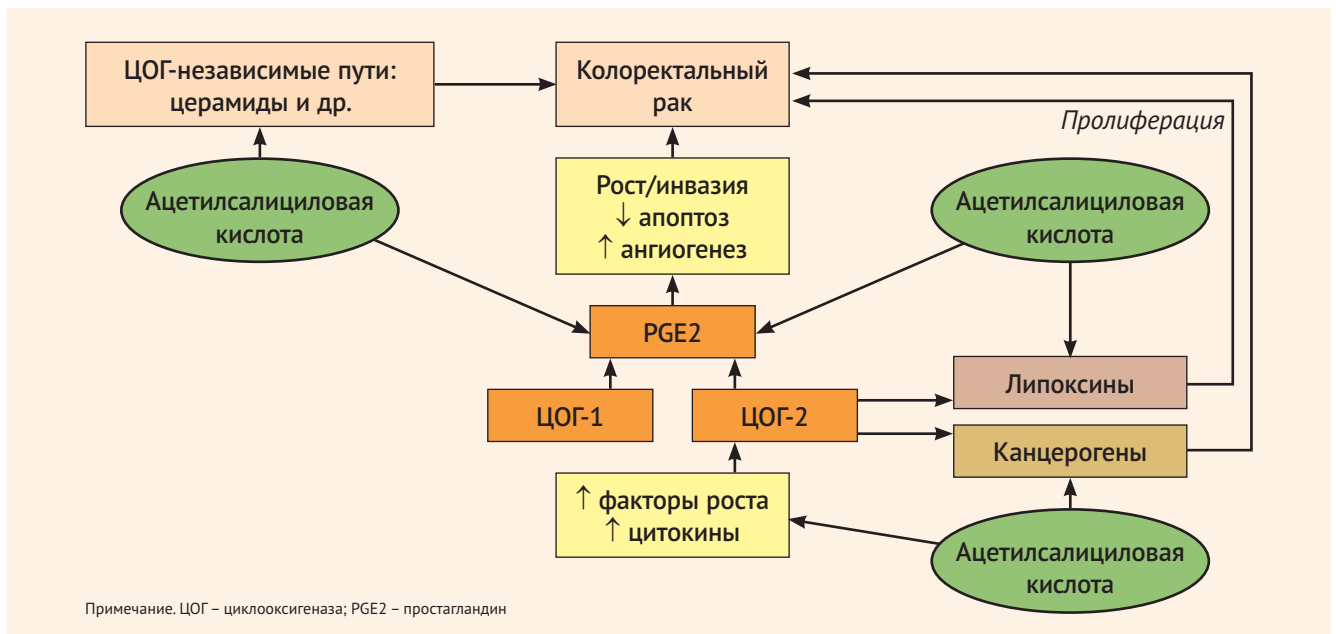 ЦОГ-независимые пути:
церамиды и др.
Колоректальный
рак
Пролиферация
Ацетилсалициловая
кислота
Рост/инвазия
↓ апоптоз
↑ ангиогенез
Ацетилсалициловая
кислота
PGE2
Липоксины
ЦОГ-1
ЦОГ-2
Канцерогены
↑ факторы роста
↑ цитокины
Ацетилсалициловая
кислота
Примечание. ЦОГ – циклооксигеназа; PGE2 – простагландин